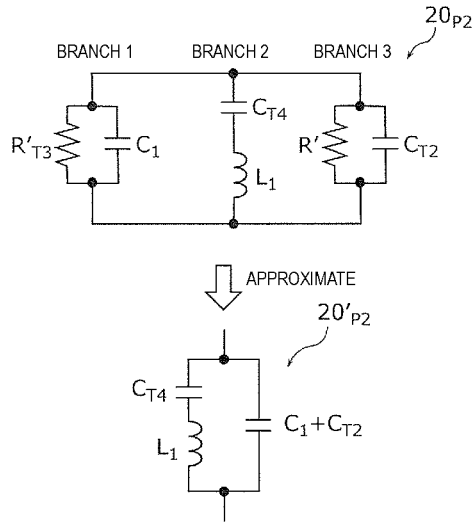 20P2
BRANCH 1 BRANCH 2 BRANCH 3
CT4
R'T3 C1 R' CT2
L1
APPROXIMATE
20'P2
CT4
C1+CT2
L1